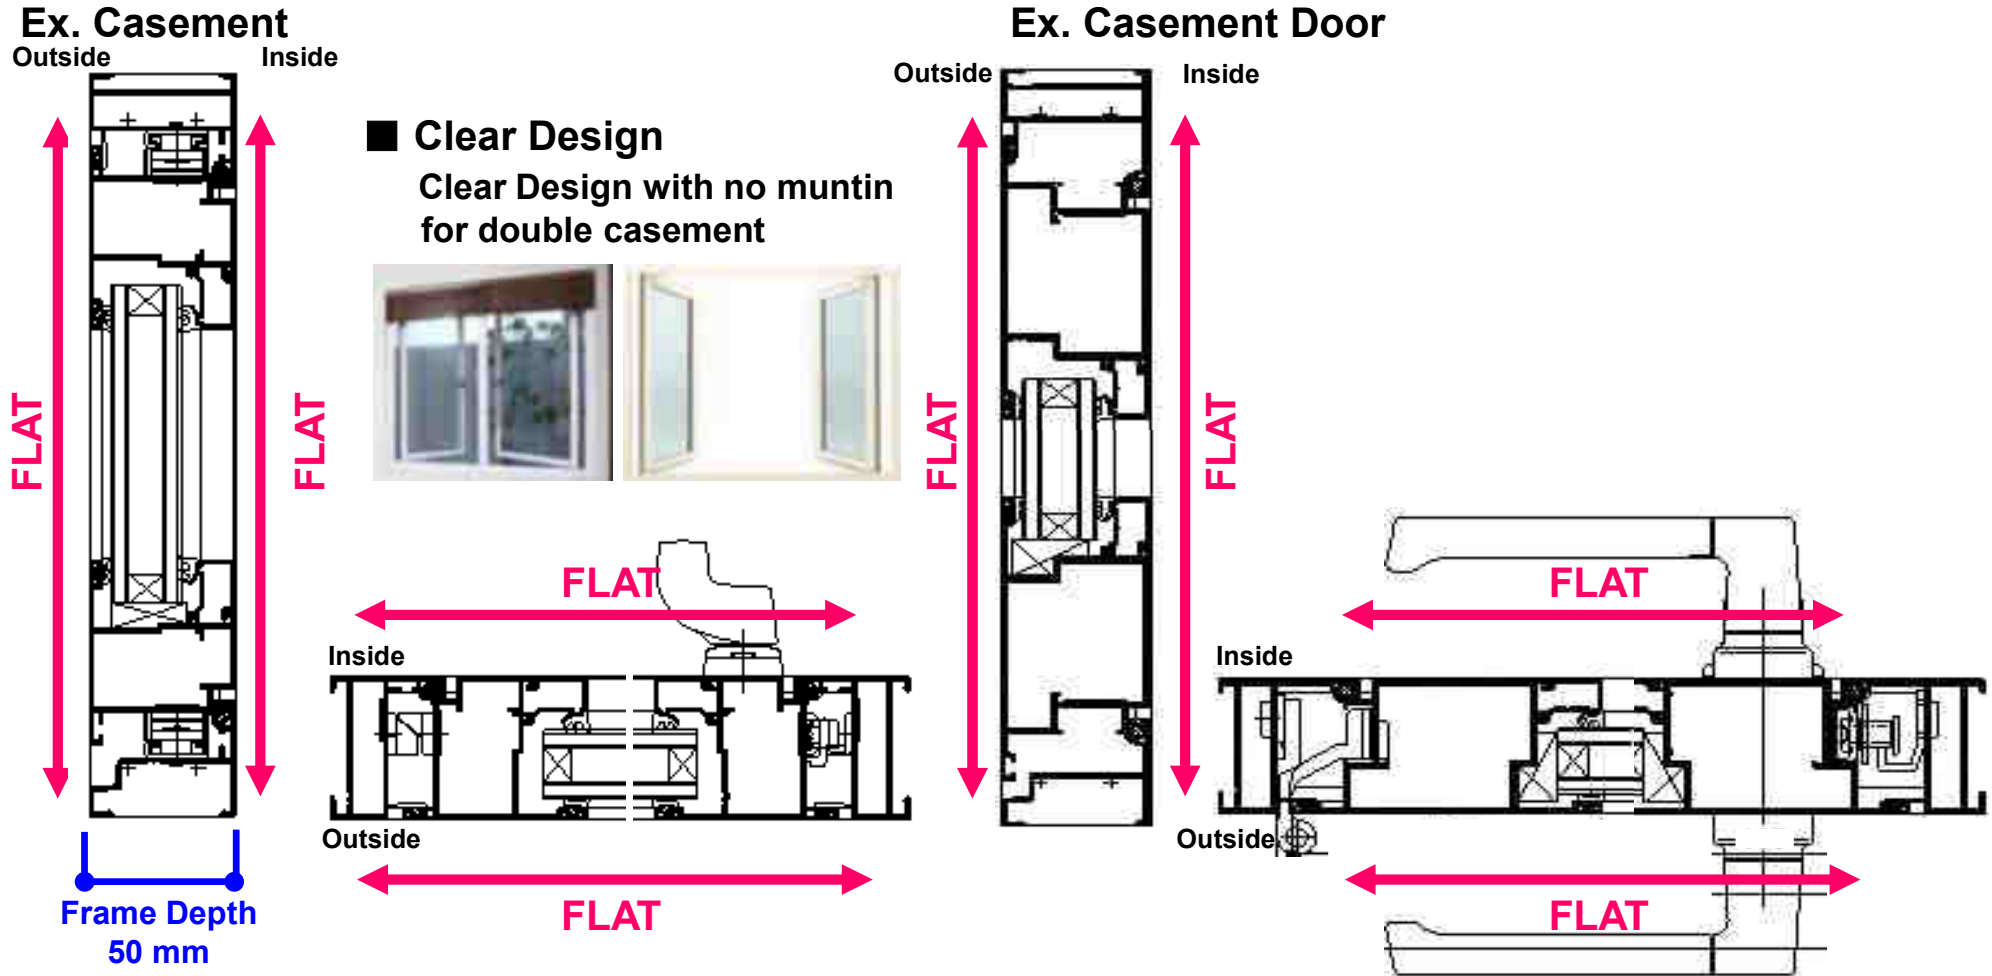 Ex. Casement
Outside
Inside
FLAT
FLAT
Frame Depth
50 mm
■ Clear Design
Clear Design with no muntin
for double casement
FLAT
Inside
Outside
FLAT
Ex. Casement Door
Outside
Inside
FLAT
FLAT
FLAT
Inside
Outside
FLAT